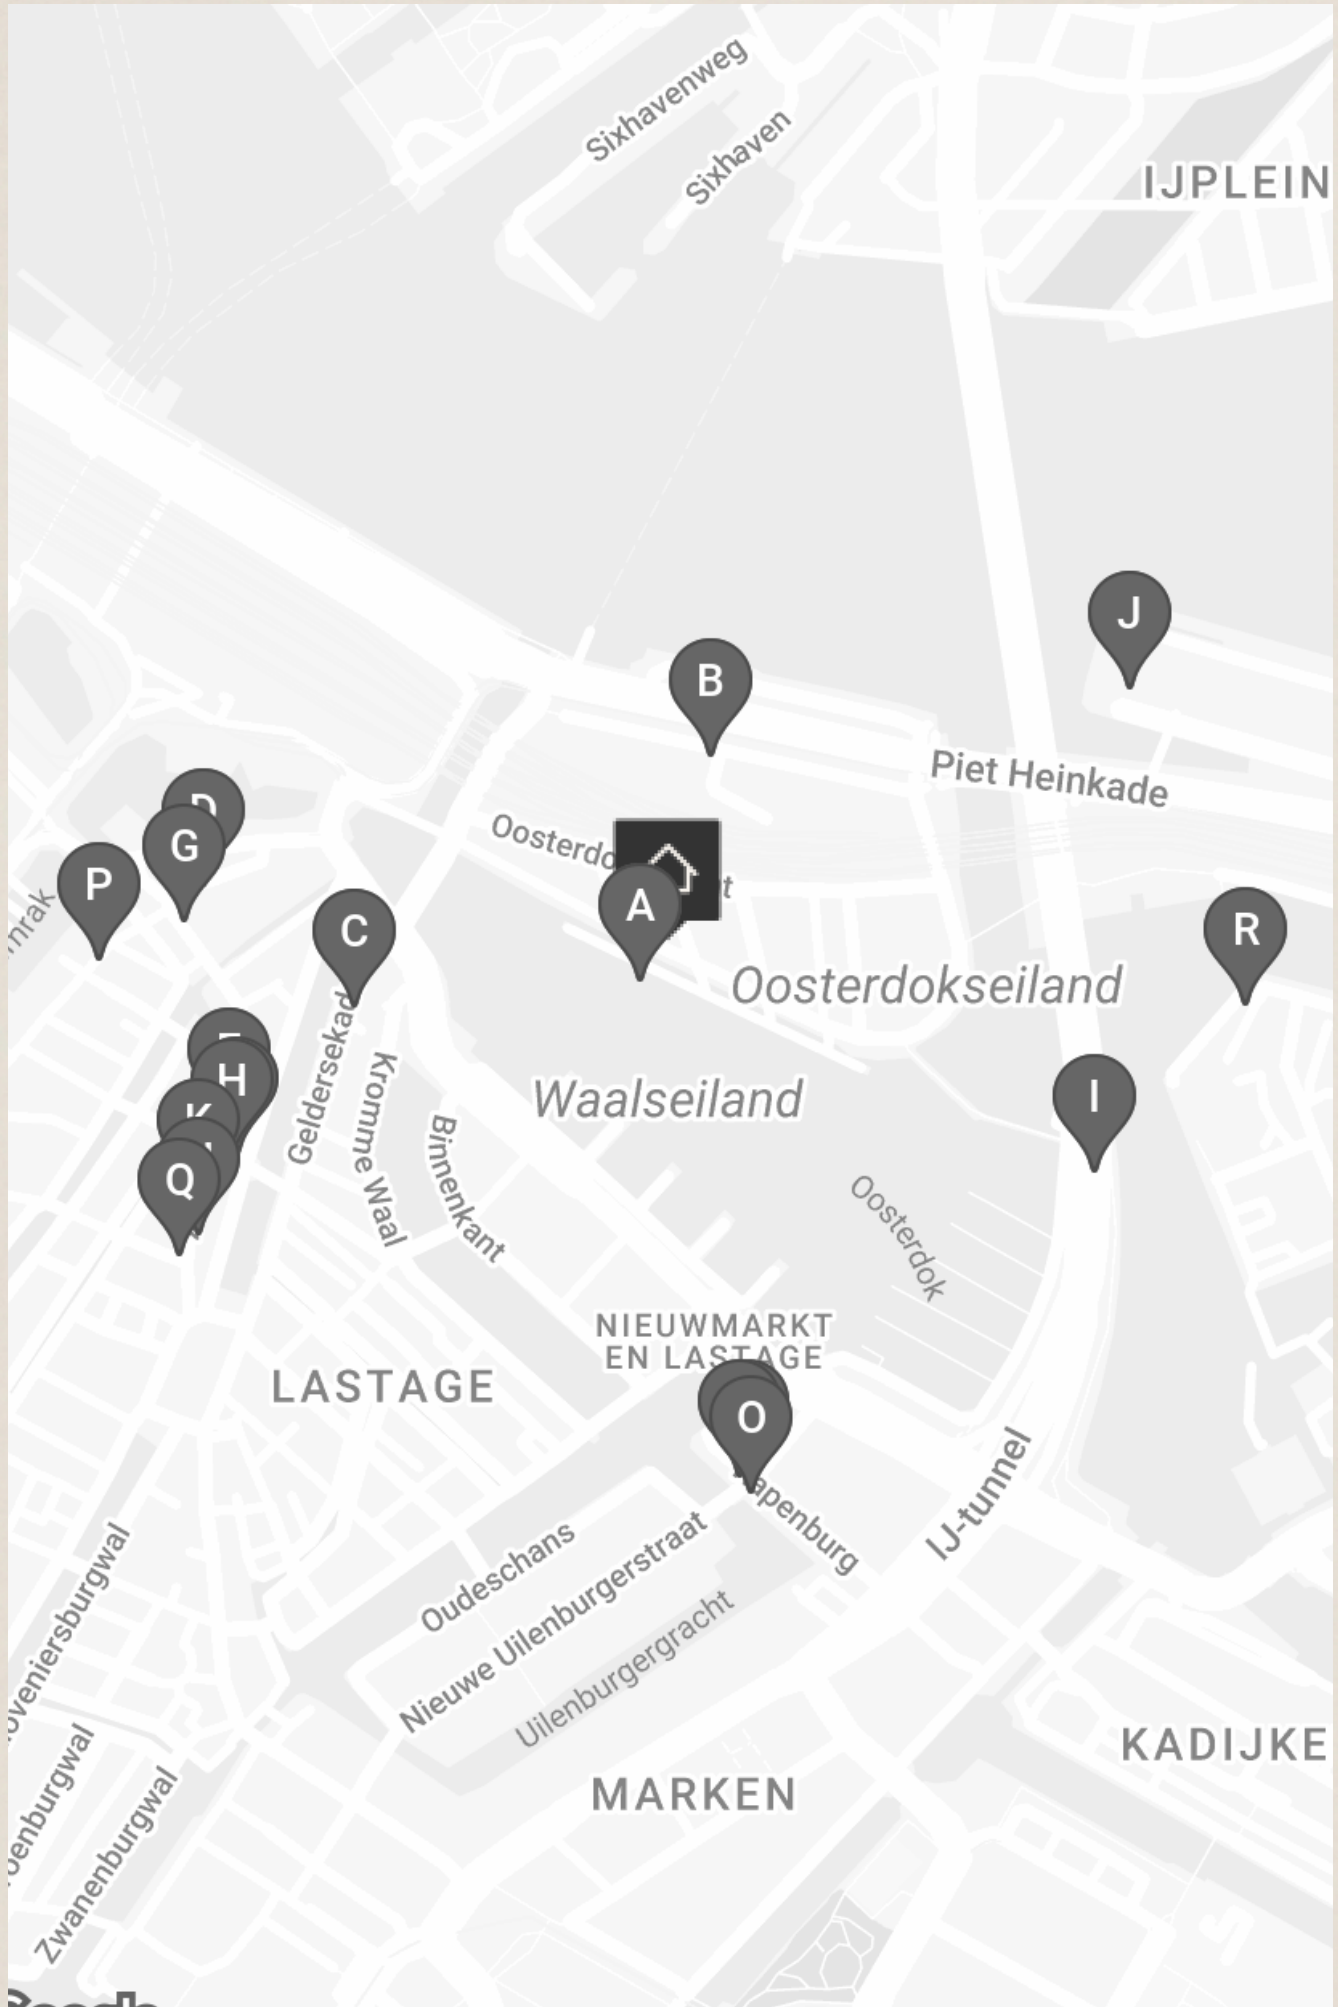 Sixhavenweg
Sixhaven
IJPLEIN
J
B
Piet Heinkade
D
G
P
C
A
R
Oosterdokseiland
H
K
Q
Geldersekad
Kromme Waal
Binnenkant
Waalseiland
I
Oosterdok
NIEUWMARKT
EN LASTAGE
LASTAGE
O
IJ-tunnel
Oudeschans
Nieuwe Uilenburgerstraat
Uilenburgergracht
KADIJKE
MARKEN
Zwanenburgwal